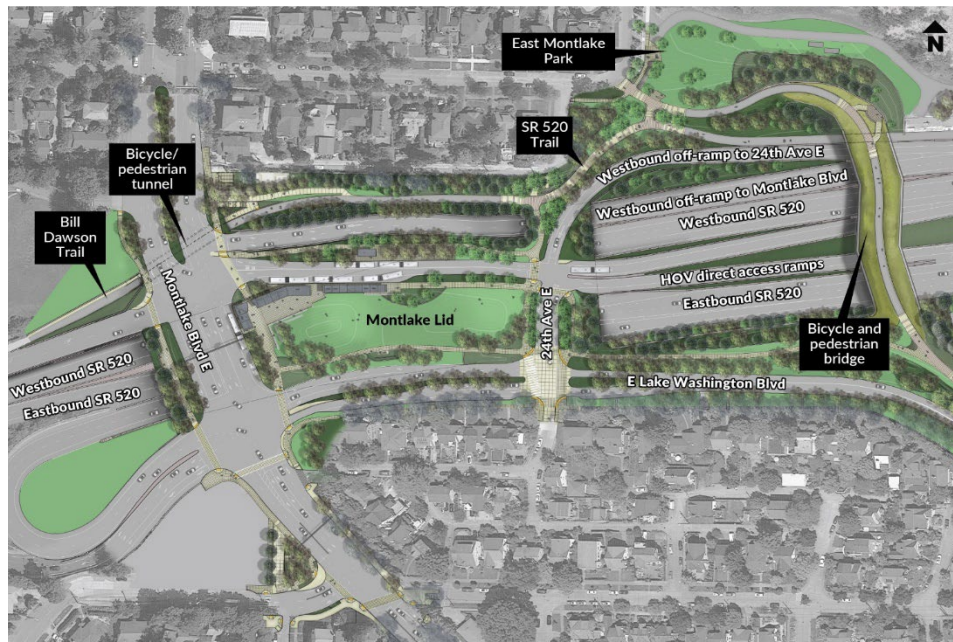 N
East Montlake
Park
SR 520
Trail
Westbound off-ramp to 24th Ave E
Bicycle/
pedestrian
tunnel
Westbound off-ramp to Montlake Blvd
Westbound SR 520
Bill
Dawson
Trail
Montlake Blvd E
HOV direct access ramps
Eastbound SR 520
Montlake Lid
24th Ave E
Bicycle and
pedestrian
bridge
Westbound SR 520
Eastbound SR 520
E Lake Washington Blvd